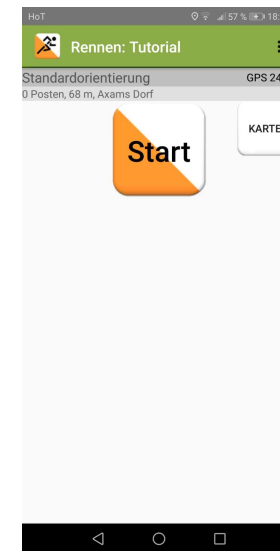 HoT 57 % 18:
Rennen: Tutorial
Standardorientierung GPS 24
0 Posten, 68 m, Axams Dorf
Start
KARTE